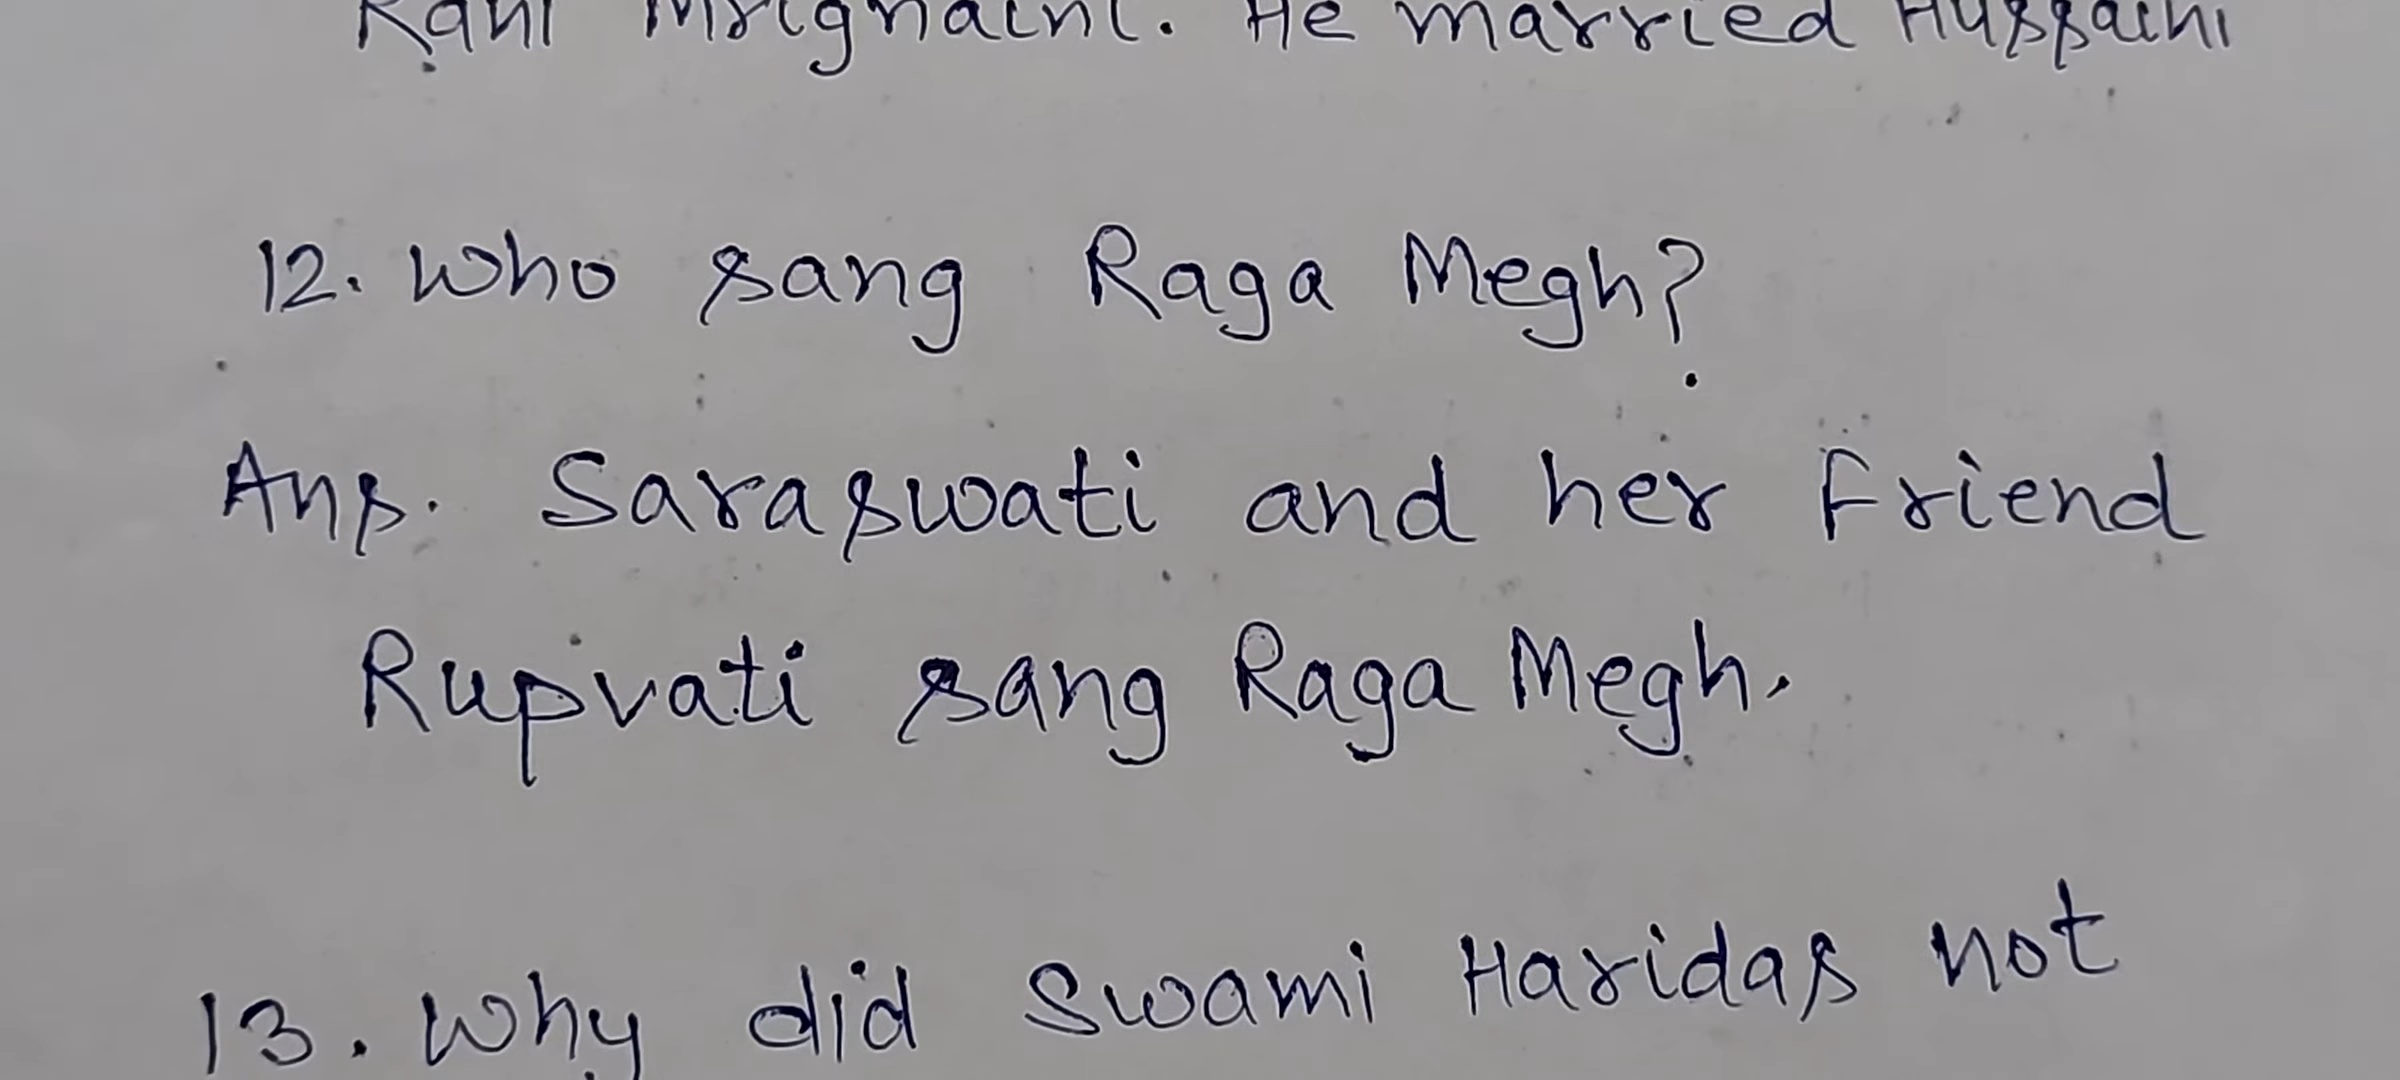 Rani Mrignaini. He married Hussaini
12. Who sang Raga Megh?
Ans. Saraswati and her friend
Rupvati sang Raga Megh.
13. Why did Swami Haridas not